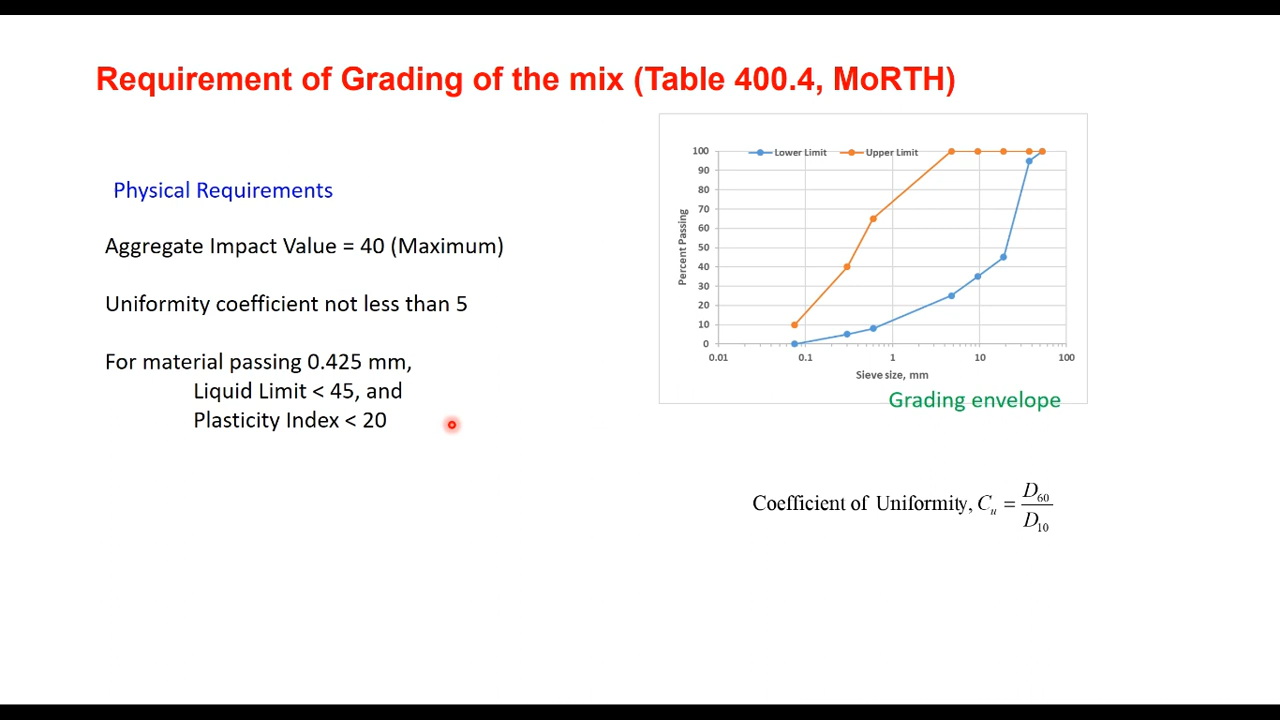 Requirement of Grading of the mix (Table 400.4, MoRTH)
Physical Requirements
Aggregate Impact Value = 40 (Maximum)
Uniformity coefficient not less than 5
For material passing 0.425 mm,
Liquid Limit < 45, and
Plasticity Index < 20
Lower Limit Upper Limit
100
90
80
70
60
50
40
30
20
10
0
Percent Passing
0.01 0.1 1 10 100
Sieve size, mm
Grading envelope
Coefficient of Uniformity, Cu = D60 / D10